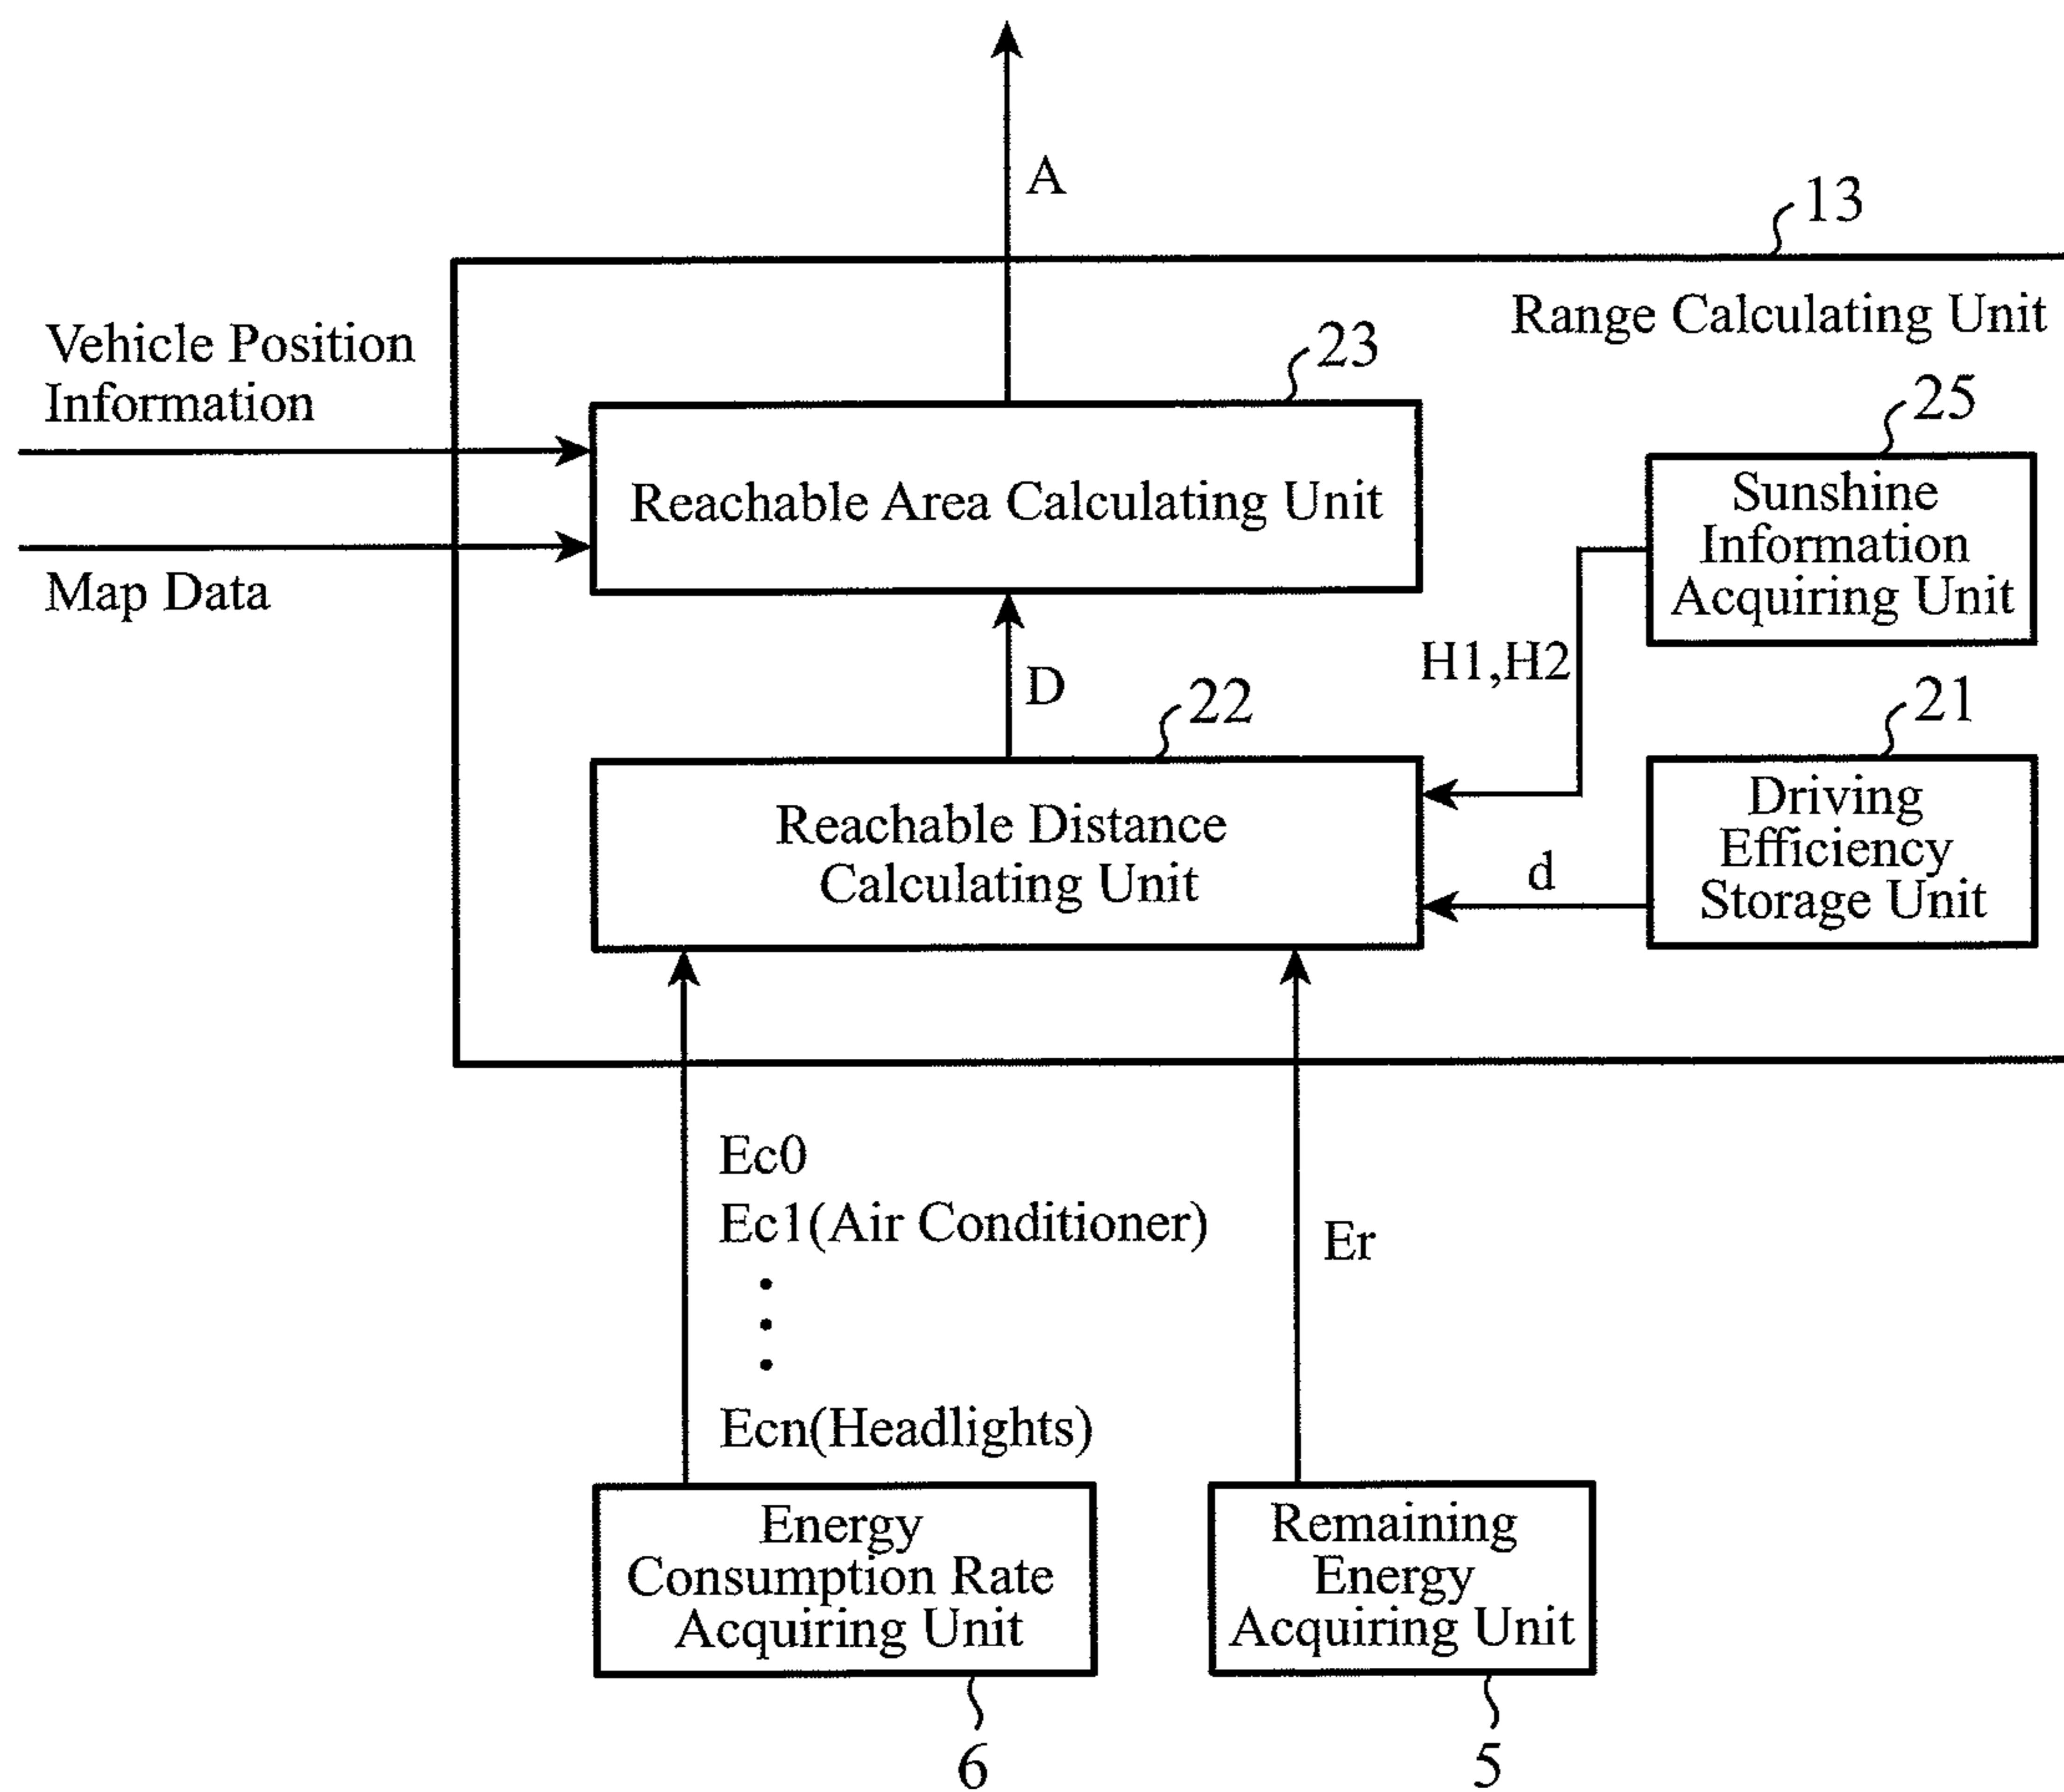 A
13
Range Calculating Unit
Vehicle Position
Information
23
Reachable Area Calculating Unit
25
Sunshine
Information
Acquiring Unit
Map Data
H1,H2
D
22
21
Reachable Distance
Calculating Unit
d
Driving
Efficiency
Storage Unit
Ec0
Ec1(Air Conditioner)
Er
Ecn(Headlights)
Energy
Consumption Rate
Acquiring Unit
Remaining
Energy
Acquiring Unit
6
5